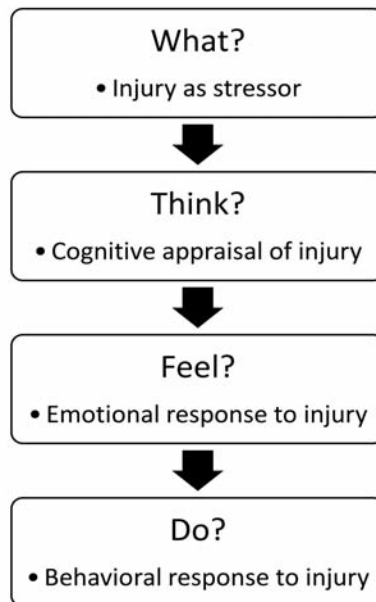 What?
• Injury as stressor
Think?
• Cognitive appraisal of injury
Feel?
• Emotional response to injury
Do?
• Behavioral response to injury